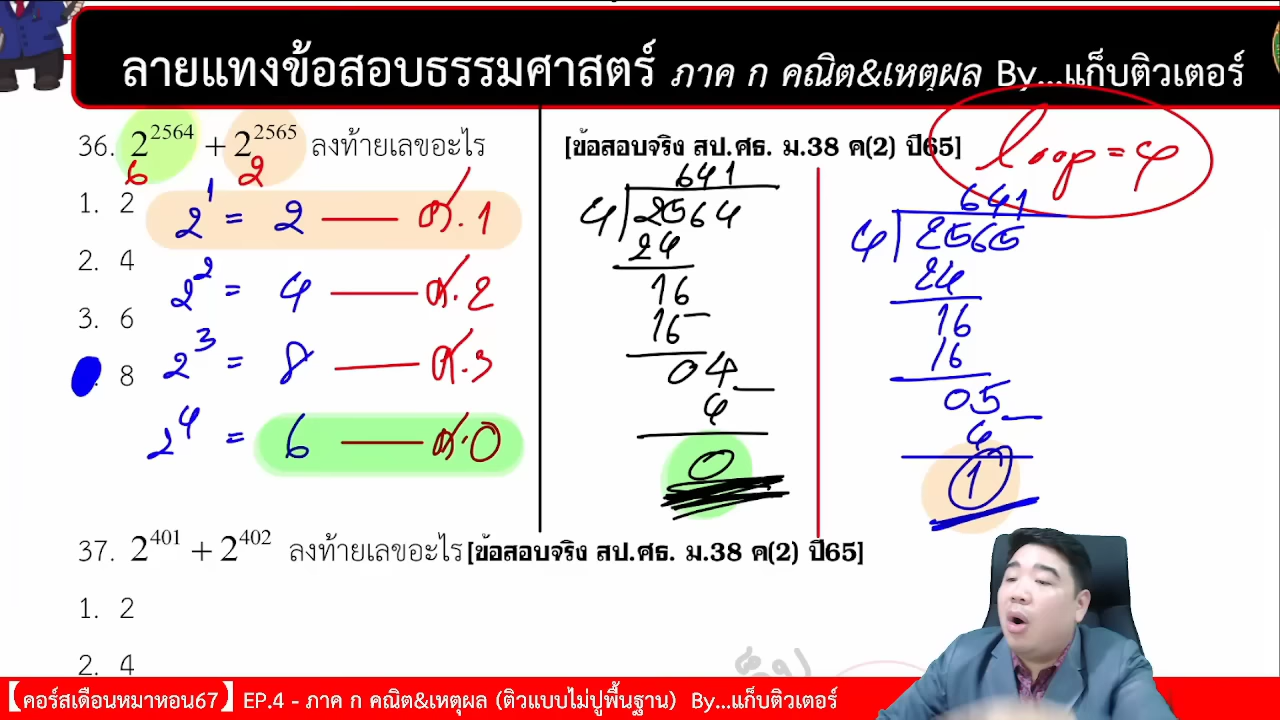 ลายแทงข้อสอบธรรมศาสตร์ ภาค ก คณิต&เหตุผล By...แก็บติวเตอร์
36. 2^2564 + 2^2565 ลงท้ายเลขอะไร [ข้อสอบจริง สป.ศธ. ม.38 ค(2) ปี65]
6 2
loop = 4
1. 2
2^1 = 2 — ศ.1
2. 4
2^2 = 4 — ศ.2
3. 6
2^3 = 8 — ศ.3
8
2^4 = 6 — ศ.0
641
4 2564
24
16
16
04
4
0
641
4 2565
24
16
16
05
4
1
37. 2^401 + 2^402 ลงท้ายเลขอะไร [ข้อสอบจริง สป.ศธ. ม.38 ค(2) ปี65]
1. 2
2. 4
【คอร์สเดือนหมาหอน67】 EP.4 - ภาค ก คณิต&เหตุผล (ติวแบบไม่ปูพื้นฐาน) By...แก็บติวเตอร์